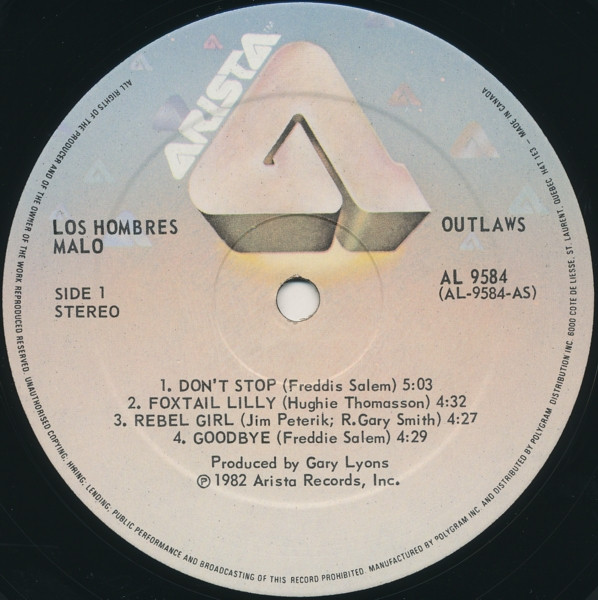 ARISTA
LOS HOMBRES
MALO
OUTLAWS
SIDE 1
STEREO
AL 9584
(AL-9584-AS)
1. DON'T STOP (Freddis Salem) 5:03
2. FOXTAIL LILLY (Hughie Thomasson) 4:32
3. REBEL GIRL (Jim Peterik; R.Gary Smith) 4:27
4. GOODBYE (Freddie Salem) 4:29
Produced by Gary Lyons
Ⓟ1982 Arista Records, Inc.
ALL RIGHTS OF THE PRODUCER AND OF THE OWNER OF THE WORK REPRODUCED RESERVED. UNAUTHORISED COPYING, HIRING, LENDING, PUBLIC PERFORMANCE AND BROADCASTING OF THIS RECORD PROHIBITED. MANUFACTURED BY POLYGRAM INC. AND DISTRIBUTED BY POLYGRAM DISTRIBUTION INC. 6000 COTE DE LIESSE, ST. LAURENT, QUEBEC H4T 1E3 – MADE IN CANADA